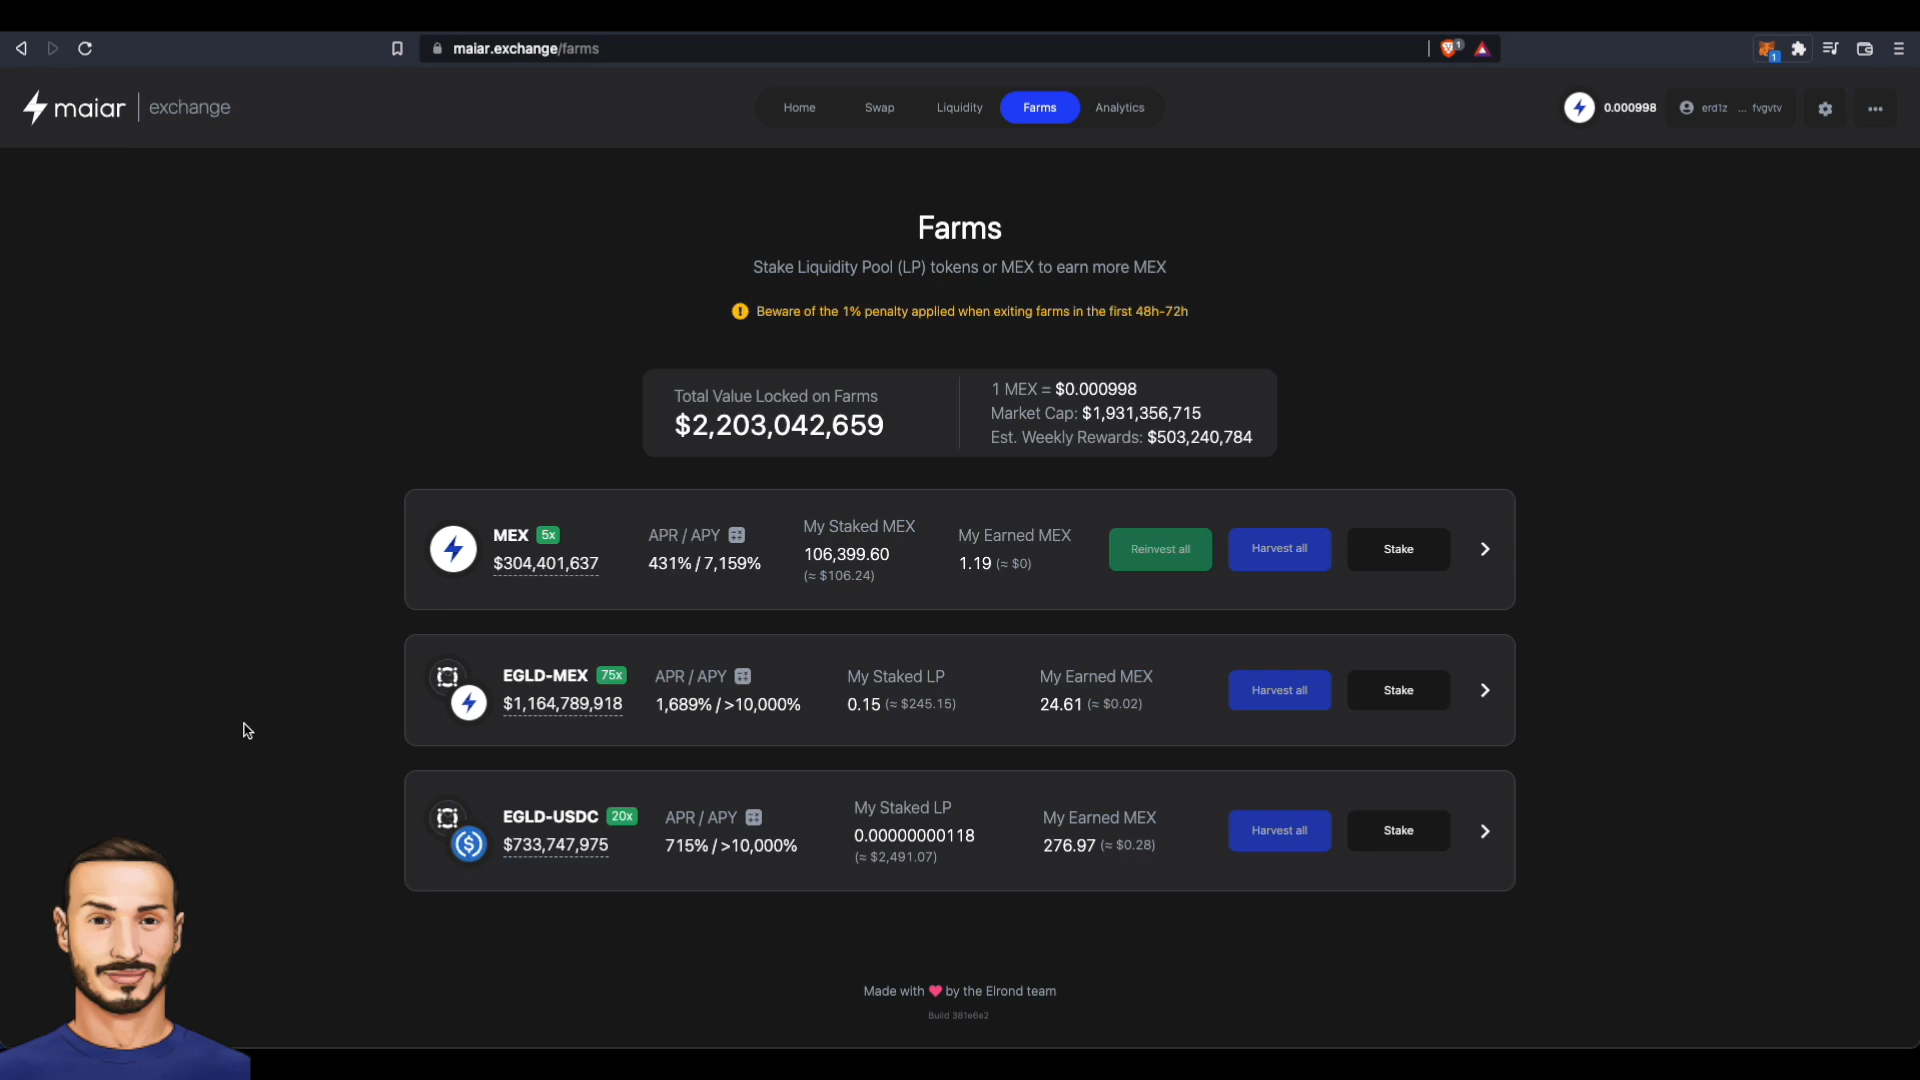 maiar.exchange/farms
1
1
maiar | exchange
Home
Swap
Liquidity
Farms
Analytics
0.000998
erd1z ... fvgvtv
Farms
Stake Liquidity Pool (LP) tokens or MEX to earn more MEX
Beware of the 1% penalty applied when exiting farms in the first 48h-72h
Total Value Locked on Farms
$2,203,042,659
1 MEX = $0.000998
Market Cap: $1,931,356,715
Est. Weekly Rewards: $503,240,784
MEX 5x
$304,401,637
APR / APY
431% / 7,159%
My Staked MEX
106,399.60
(≈ $106.24)
My Earned MEX
1.19 (≈ $0)
Reinvest all
Harvest all
Stake
EGLD-MEX 75x
$1,164,789,918
APR / APY
1,689% / >10,000%
My Staked LP
0.15 (≈ $245.15)
My Earned MEX
24.61 (≈ $0.02)
Harvest all
Stake
EGLD-USDC 20x
$733,747,975
APR / APY
715% / >10,000%
My Staked LP
0.00000000118
(≈ $2,491.07)
My Earned MEX
276.97 (≈ $0.28)
Harvest all
Stake
Made with ❤ by the Elrond team
Build 381e6e2